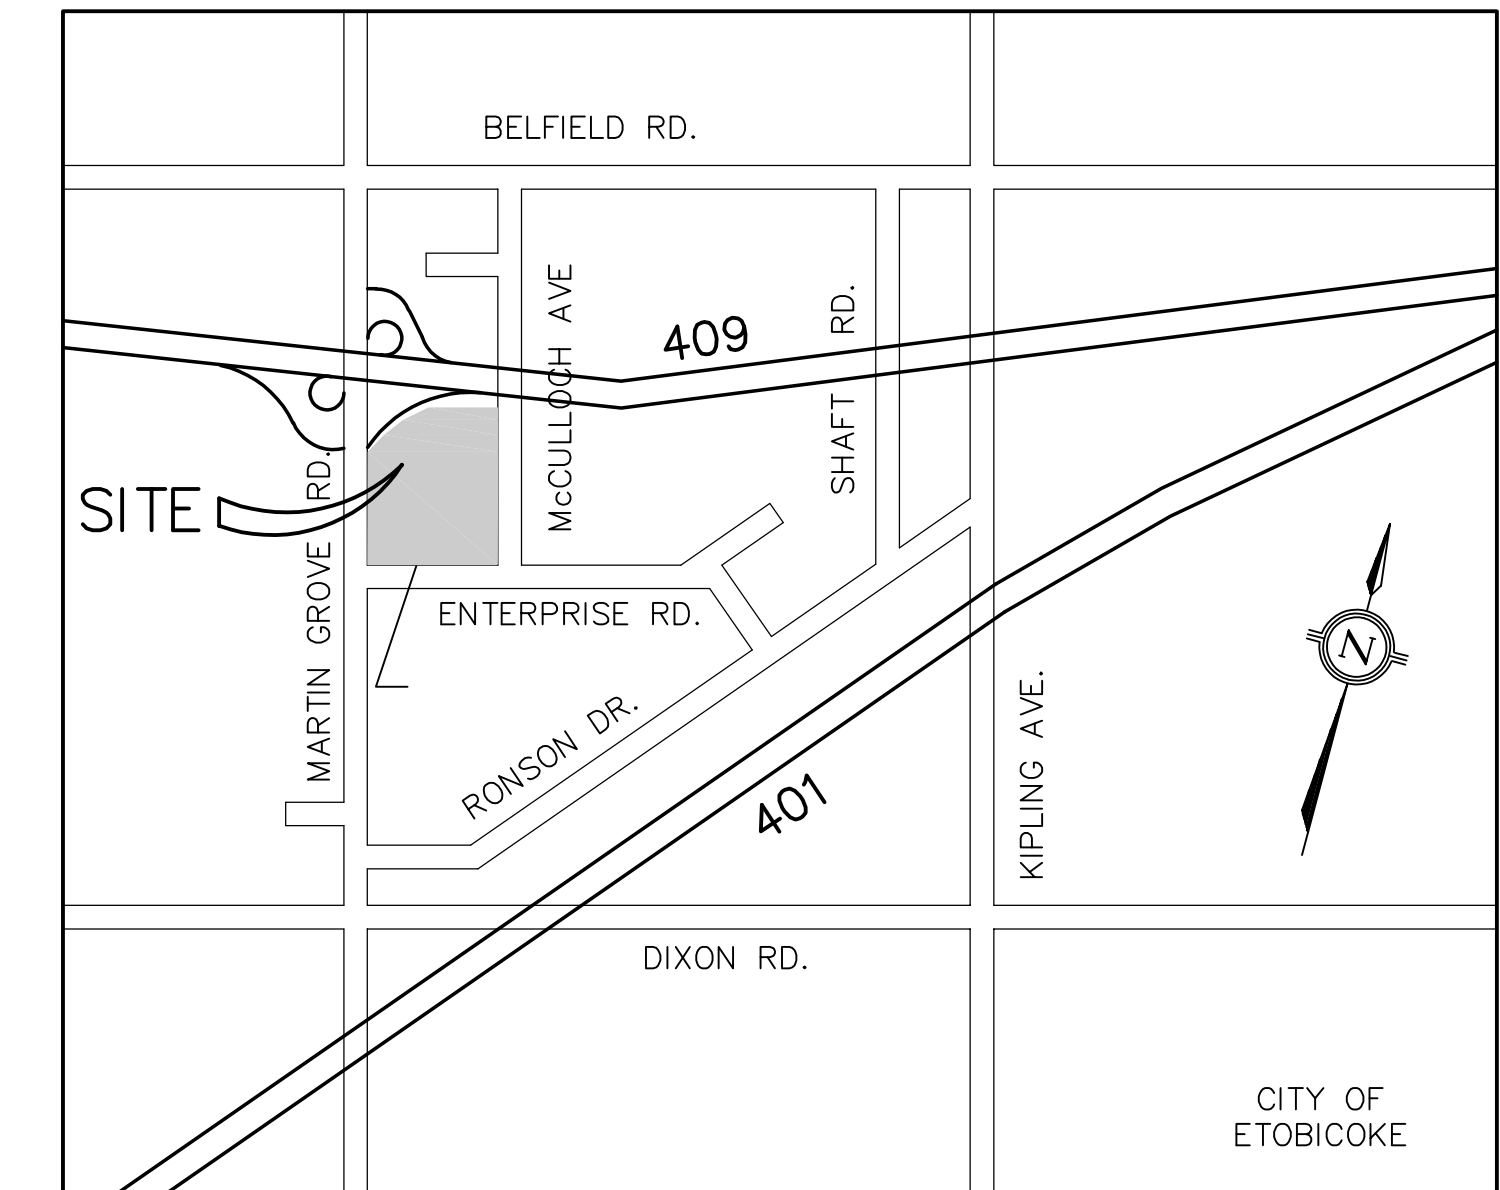 BELFIELD RD.
McCULLOCH AVE
SHAFT RD.
409
SITE
MARTIN GROVE RD.
ENTERPRISE RD.
RONSON DR.
401
KIPLING AVE.
N
DIXON RD.
CITY OF
ETOBICOKE